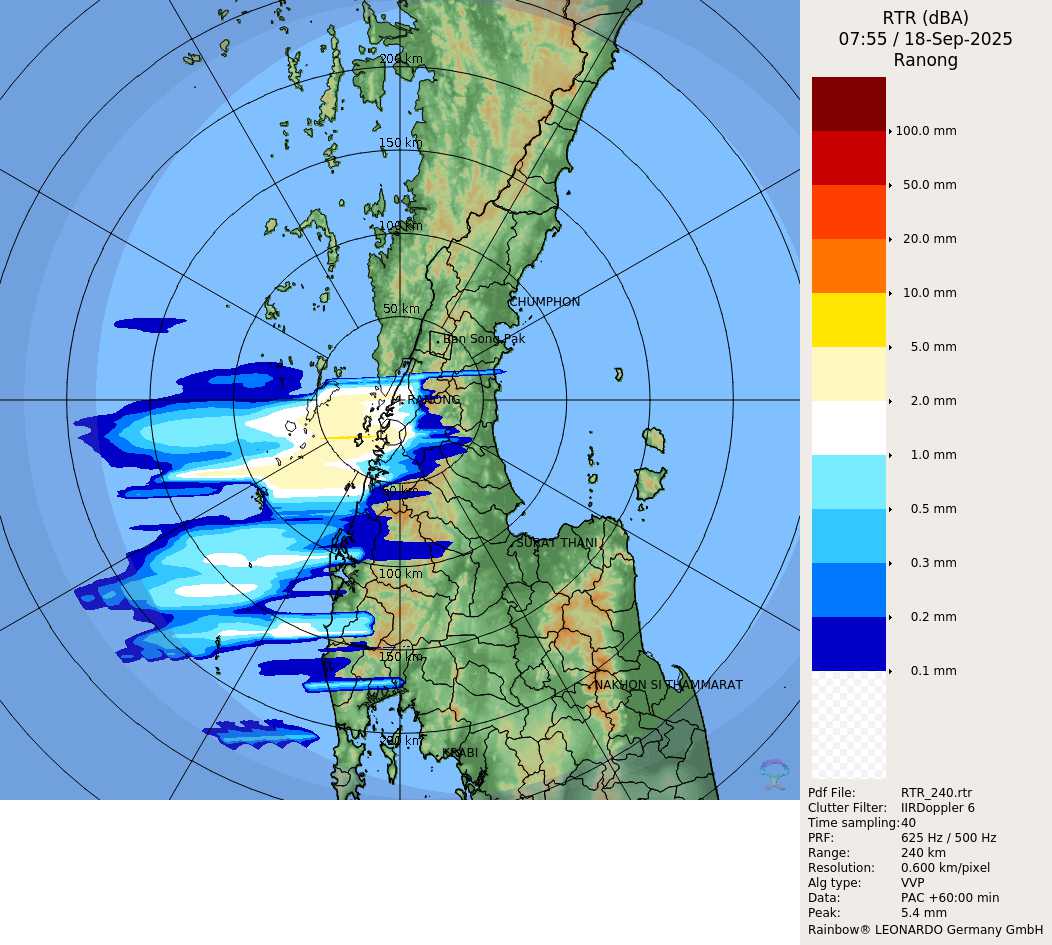 RTR (dBA)
07:55 / 18-Sep-2025
Ranong
100.0 mm
50.0 mm
20.0 mm
10.0 mm
5.0 mm
2.0 mm
1.0 mm
0.5 mm
0.3 mm
0.2 mm
0.1 mm
Pdf File: RTR_240.rtr
Clutter Filter: IIRDoppler 6
Time sampling:40
PRF: 625 Hz / 500 Hz
Range: 240 km
Resolution: 0.600 km/pixel
Alg type: VVP
Data: PAC +60:00 min
Peak: 5.4 mm
Rainbow® LEONARDO Germany GmbH
200 km
150 km
100 km
50 km
CHUMPHON
Ban Song Pak
RANONG
50 km
SURAT THANI
100 km
150 km
NAKHON SI THAMMARAT
200 km
KRABI